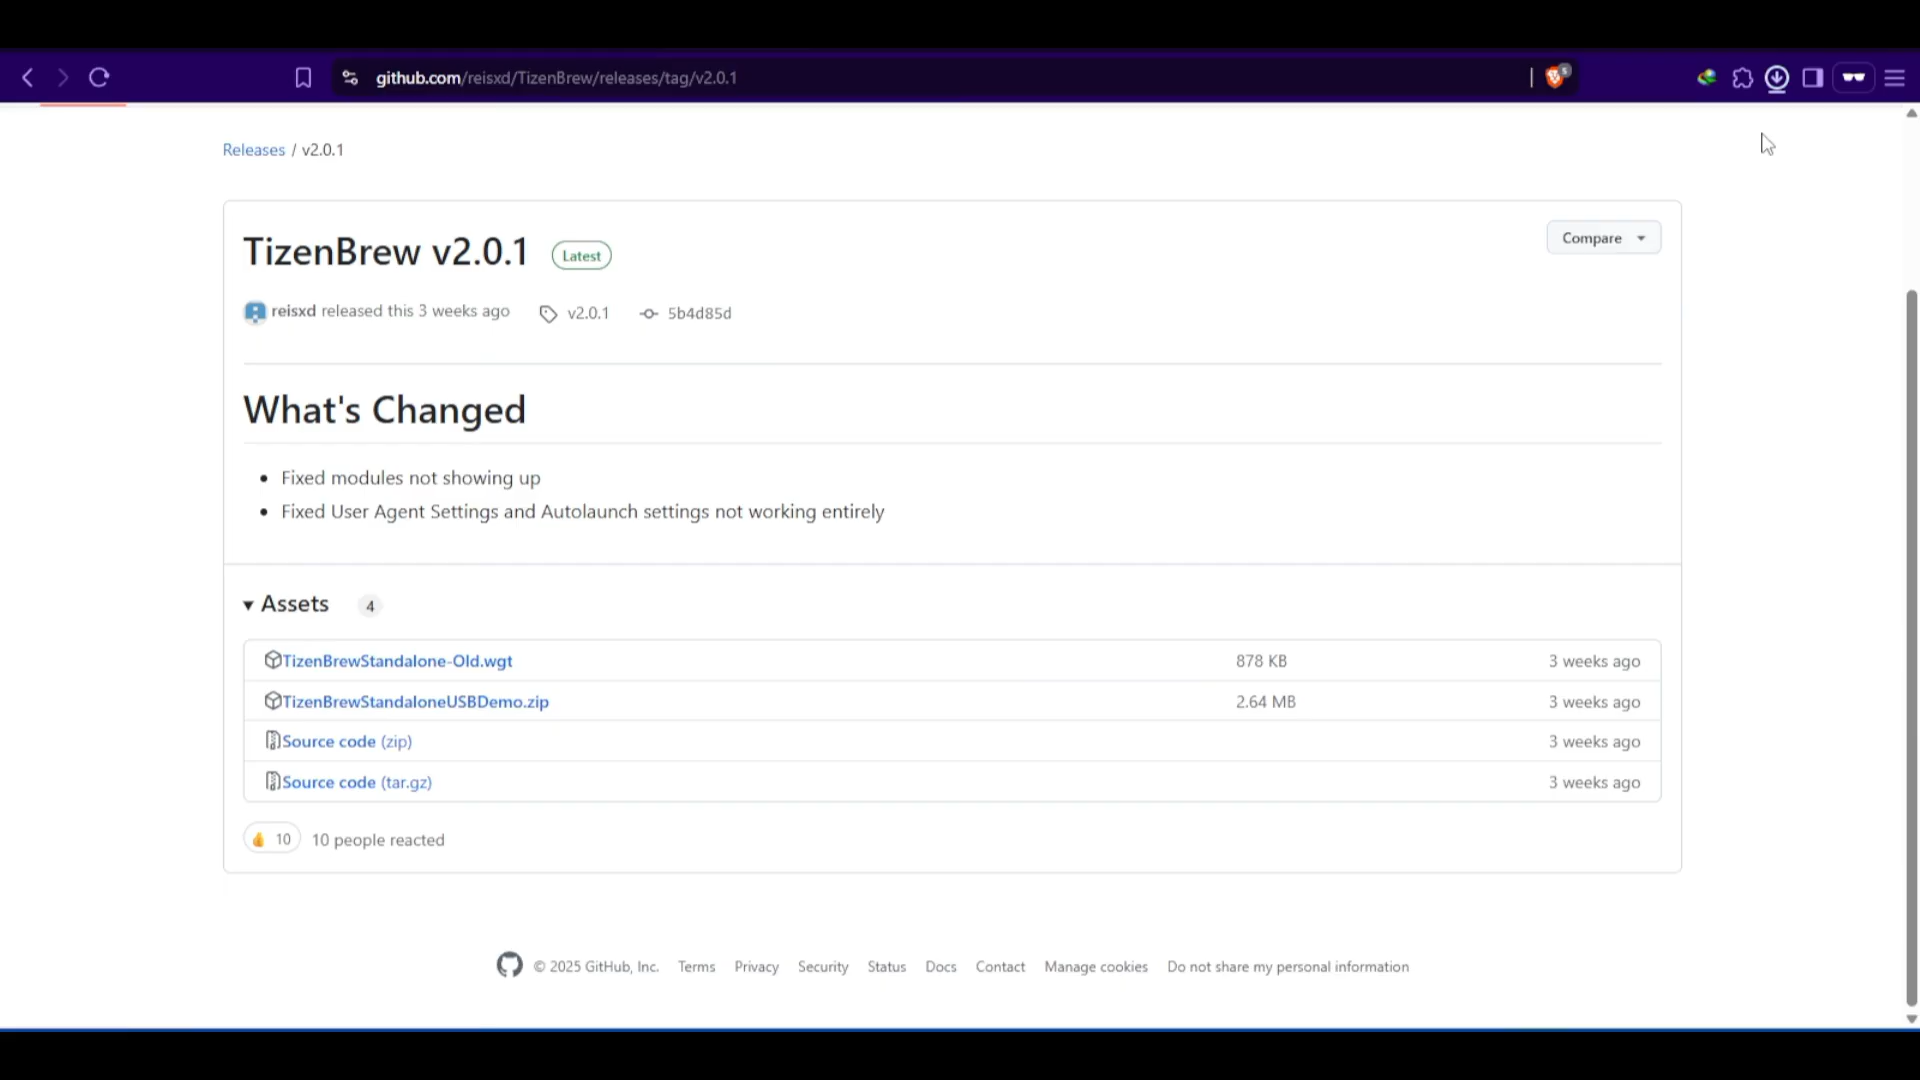 github.com/reisxd/TizenBrew/releases/tag/v2.0.1
5
Releases / v2.0.1
TizenBrew v2.0.1 Latest
Compare
reisxd released this 3 weeks ago v2.0.1 5b4d85d
What's Changed
Fixed modules not showing up
Fixed User Agent Settings and Autolaunch settings not working entirely
Assets 4
TizenBrewStandalone-Old.wgt 878 KB 3 weeks ago
TizenBrewStandaloneUSBDemo.zip 2.64 MB 3 weeks ago
Source code (zip) 3 weeks ago
Source code (tar.gz) 3 weeks ago
10 10 people reacted
© 2025 GitHub, Inc. Terms Privacy Security Status Docs Contact Manage cookies Do not share my personal information